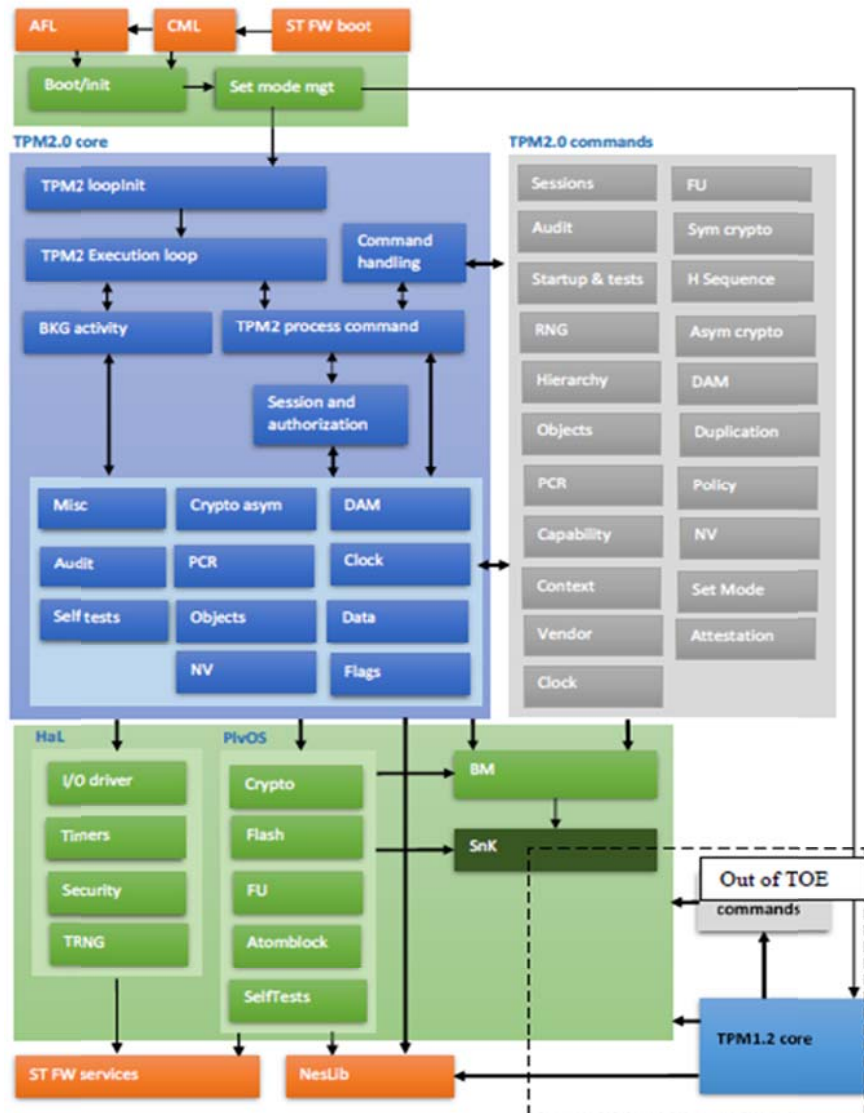 AFL
CML
ST FW boot
Boot/init
Set mode mgt
TPM2.0 core
TPM2.0 commands
TPM2 loopInit
TPM2 Execution loop
Command
handling
BKG activity
TPM2 process command
Session and
authorization
Misc
Crypto asym
DAM
Audit
PCR
Clock
Self tests
Objects
Data
NV
Flags
Sessions
FU
Audit
Sym crypto
Startup & tests
H Sequence
RNG
Asym crypto
Hierarchy
DAM
Objects
Duplication
PCR
Policy
Capability
NV
Context
Set Mode
Vendor
Attestation
Clock
HaL
PlvOS
I/O driver
Timers
Security
TRNG
Crypto
Flash
FU
Atomblock
SelfTests
BM
SnK
Out of TOE
commands
TPM1.2 core
ST FW services
NesLib